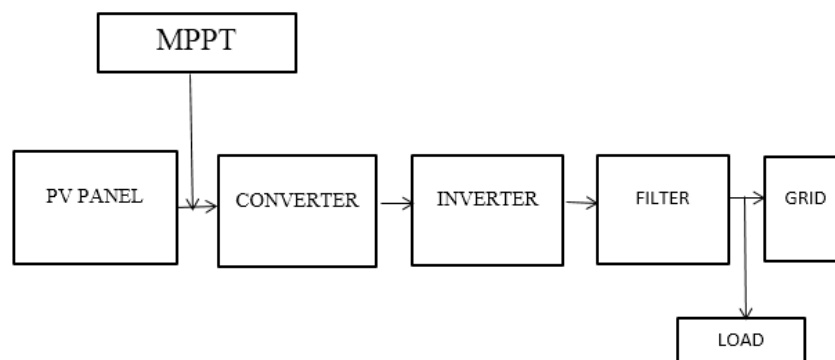 MPPT
PV PANEL
CONVERTER
INVERTER
FILTER
GRID
LOAD